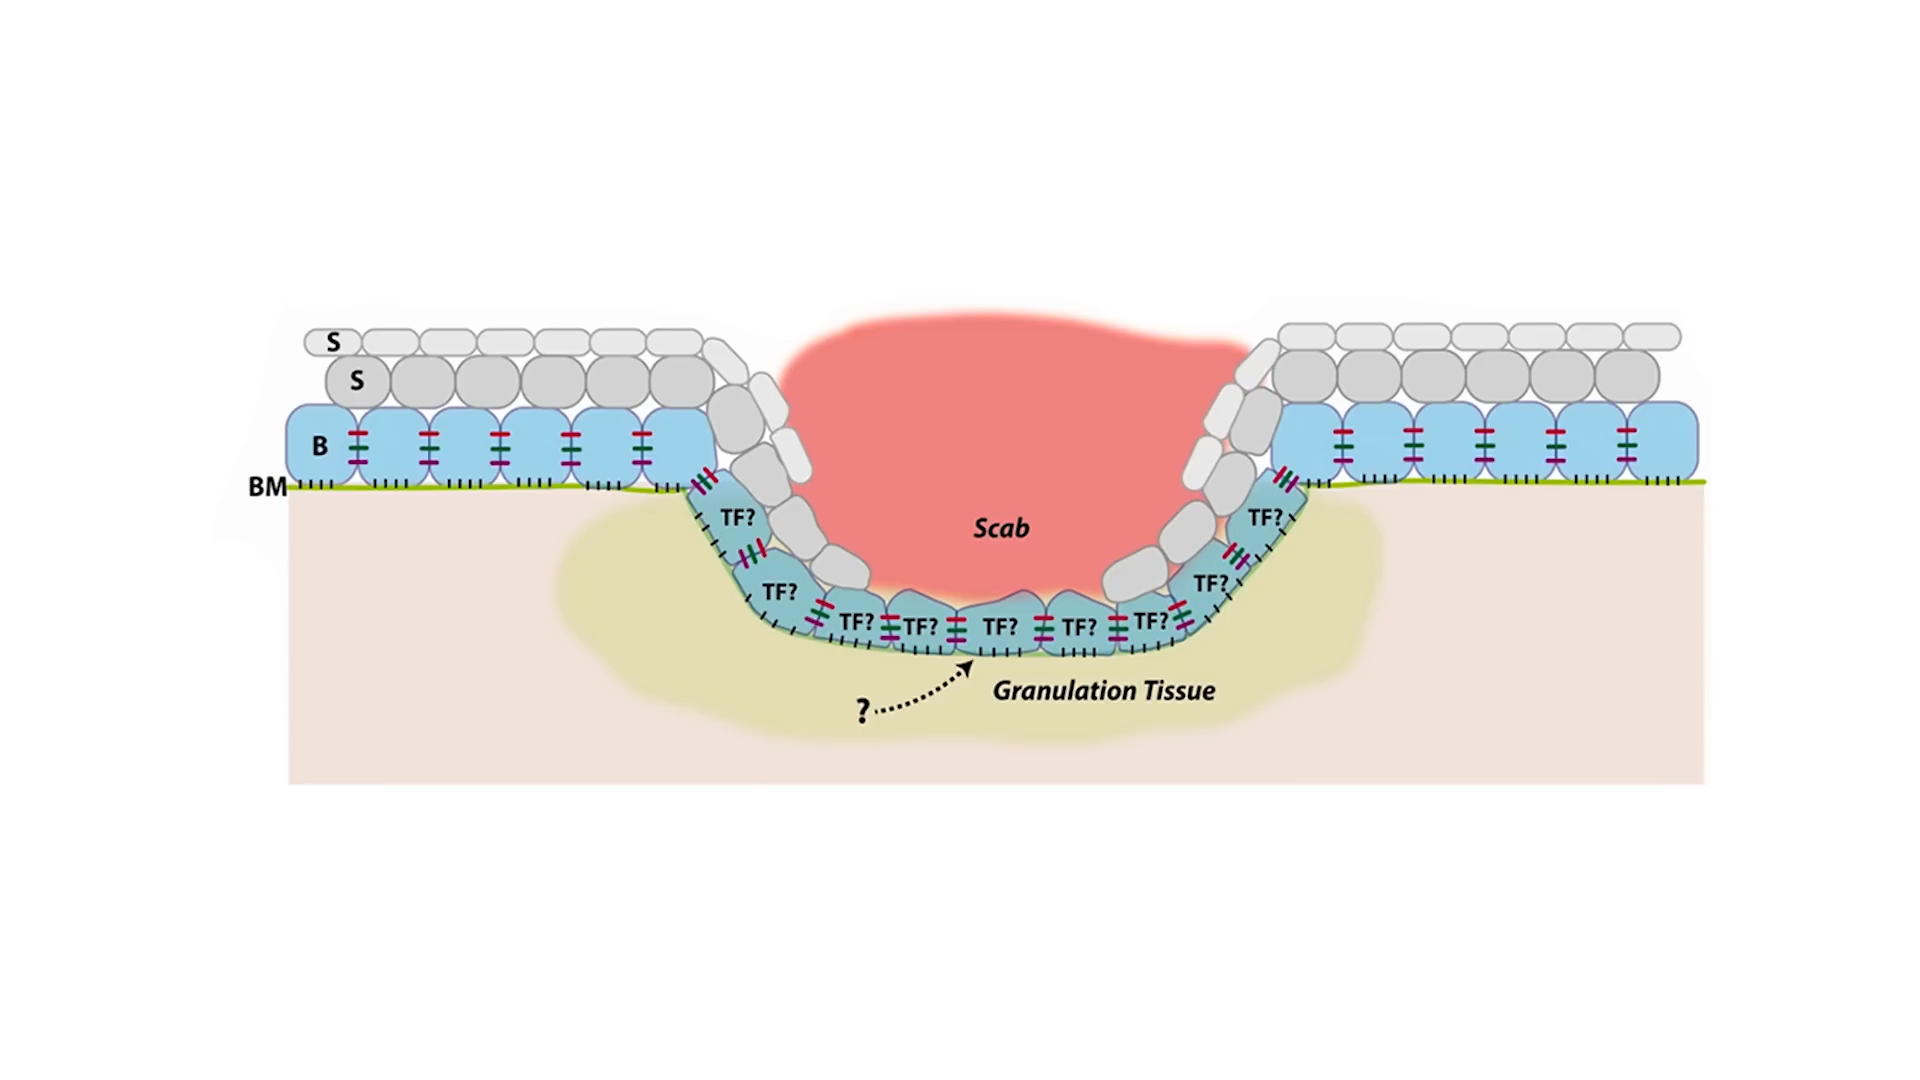 S
S
B
BM
Scab
TF?
TF?
TF?
TF?
TF?
TF?
TF?
TF?
TF?
?
Granulation Tissue